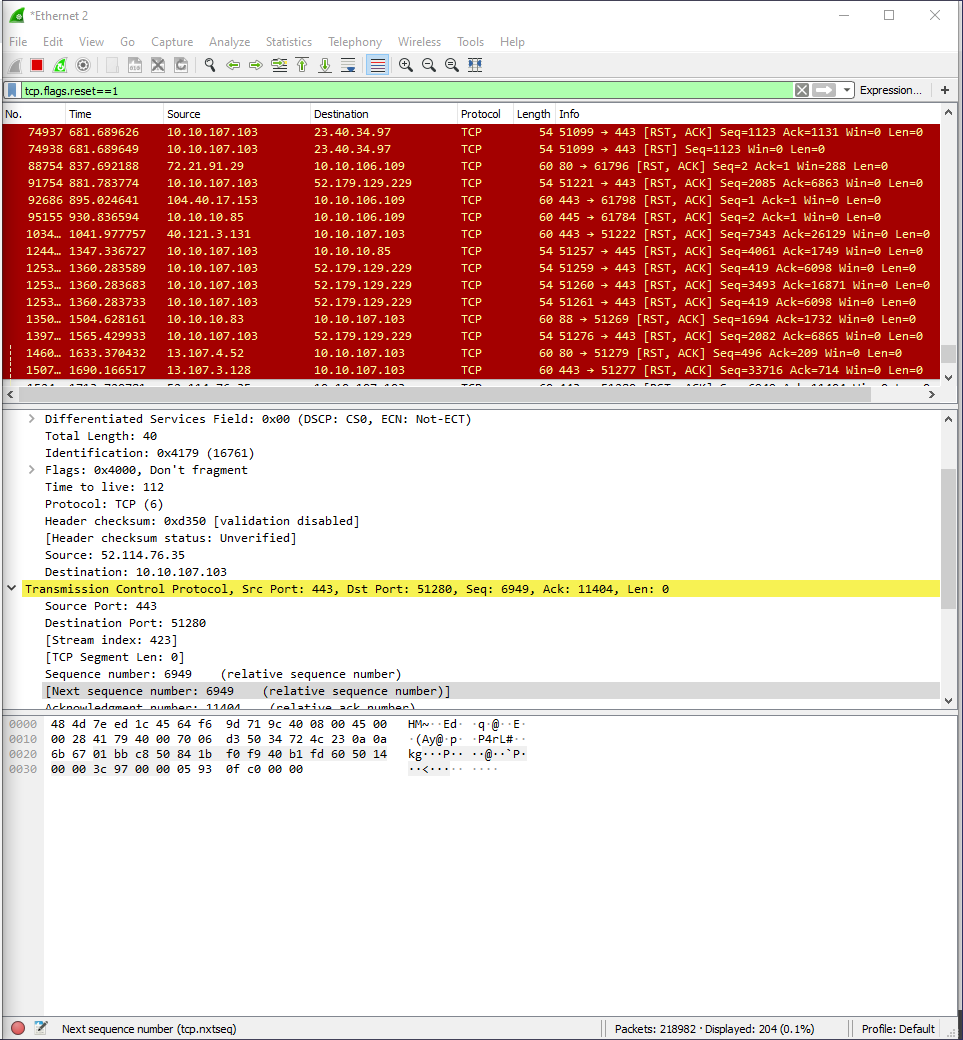 *Ethernet 2
File Edit View Go Capture Analyze Statistics Telephony Wireless Tools Help
tcp.flags.reset==1 Expression... +
No. Time Source Destination Protocol Length Info
74937 681.689626 10.10.107.103 23.40.34.97 TCP 54 51099 → 443 [RST, ACK] Seq=1123 Ack=1131 Win=0 Len=0
74938 681.689649 10.10.107.103 23.40.34.97 TCP 54 51099 → 443 [RST] Seq=1123 Win=0 Len=0
88754 837.692188 72.21.91.29 10.10.106.109 TCP 60 80 → 61796 [RST, ACK] Seq=2 Ack=1 Win=288 Len=0
91754 881.783774 10.10.107.103 52.179.129.229 TCP 54 51221 → 443 [RST, ACK] Seq=2085 Ack=6863 Win=0 Len=0
92686 895.024641 104.40.17.153 10.10.106.109 TCP 60 443 → 61798 [RST, ACK] Seq=1 Ack=1 Win=0 Len=0
95155 930.836594 10.10.10.85 10.10.106.109 TCP 60 445 → 61784 [RST, ACK] Seq=2 Ack=1 Win=0 Len=0
1034… 1041.977757 40.121.3.131 10.10.107.103 TCP 60 443 → 51222 [RST, ACK] Seq=7343 Ack=26129 Win=0 Len=0
1244… 1347.336727 10.10.107.103 10.10.10.85 TCP 54 51257 → 445 [RST, ACK] Seq=4061 Ack=1749 Win=0 Len=0
1253… 1360.283589 10.10.107.103 52.179.129.229 TCP 54 51259 → 443 [RST, ACK] Seq=419 Ack=6098 Win=0 Len=0
1253… 1360.283683 10.10.107.103 52.179.129.229 TCP 54 51260 → 443 [RST, ACK] Seq=3493 Ack=16871 Win=0 Len=0
1253… 1360.283733 10.10.107.103 52.179.129.229 TCP 54 51261 → 443 [RST, ACK] Seq=419 Ack=6098 Win=0 Len=0
1350… 1504.628161 10.10.10.83 10.10.107.103 TCP 60 88 → 51269 [RST, ACK] Seq=1694 Ack=1732 Win=0 Len=0
1397… 1565.429933 10.10.107.103 52.179.129.229 TCP 54 51276 → 443 [RST, ACK] Seq=2082 Ack=6865 Win=0 Len=0
1460… 1633.370432 13.107.4.52 10.10.107.103 TCP 60 80 → 51279 [RST, ACK] Seq=496 Ack=209 Win=0 Len=0
1507… 1690.166517 13.107.3.128 10.10.107.103 TCP 60 443 → 51277 [RST, ACK] Seq=33716 Ack=714 Win=0 Len=0
Differentiated Services Field: 0x00 (DSCP: CS0, ECN: Not-ECT)
Total Length: 40
Identification: 0x4179 (16761)
Flags: 0x4000, Don't fragment
Time to live: 112
Protocol: TCP (6)
Header checksum: 0xd350 [validation disabled]
[Header checksum status: Unverified]
Source: 52.114.76.35
Destination: 10.10.107.103
Transmission Control Protocol, Src Port: 443, Dst Port: 51280, Seq: 6949, Ack: 11404, Len: 0
Source Port: 443
Destination Port: 51280
[Stream index: 423]
[TCP Segment Len: 0]
Sequence number: 6949 (relative sequence number)
[Next sequence number: 6949 (relative sequence number)]
Acknowledgment number: 11404 (relative ack number)
0000 48 4d 7e ed 1c 45 64 f6 9d 71 9c 40 08 00 45 00 HM~··Ed· ·q·@··E·
0010 00 28 41 79 40 00 70 06 d3 50 34 72 4c 23 0a 0a ·(Ay@·p· ·P4rL#··
0020 6b 67 01 bb c8 50 84 1b f0 f9 40 b1 fd 60 50 14 kg···P·· ··@··`P·
0030 00 00 3c 97 00 00 05 93 0f c0 00 00 ··<····· ····
Next sequence number (tcp.nxtseq) Packets: 218982 · Displayed: 204 (0.1%) Profile: Default